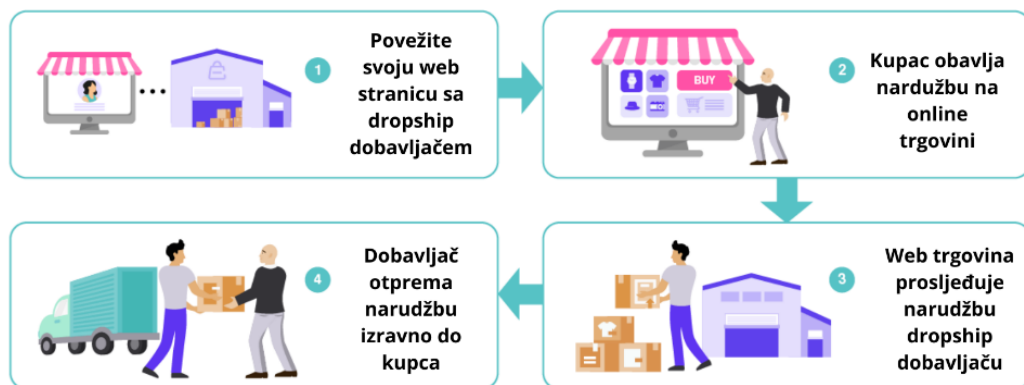 1
Povežite
svoju web
stranicu sa
dropship
dobavljačem
BUY
2
Kupac obavlja
nardužbu na
online
trgovini
4
Dobavljač
otprema
narudžbu
izravno do
kupca
3
Web trgovina
prosljeđuje
narudžbu
dropship
dobavljaču